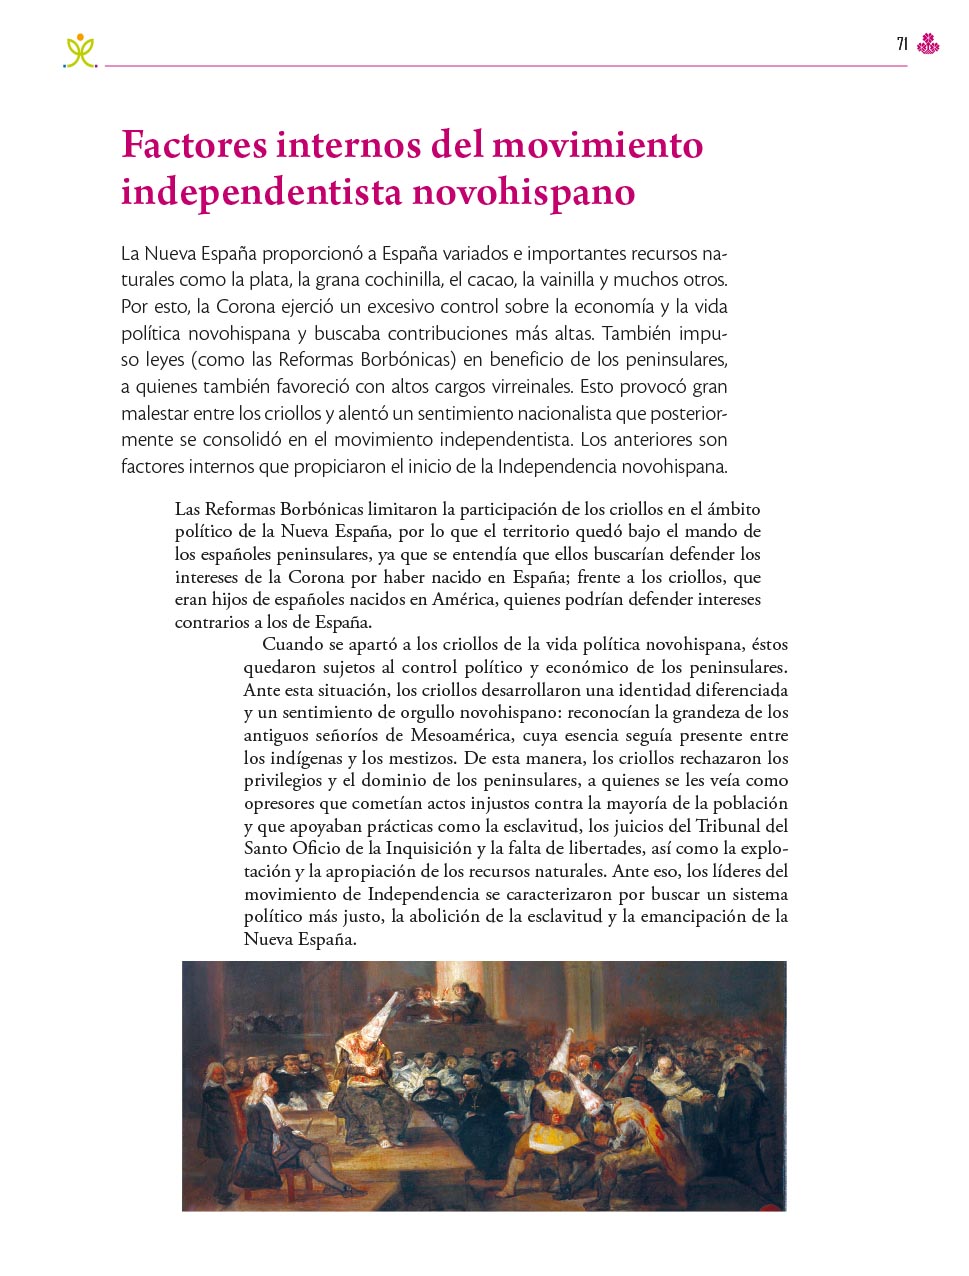 71
Factores internos del movimiento
independentista novohispano
La Nueva España proporcionó a España variados e importantes recursos na-
turales como la plata, la grana cochinilla, el cacao, la vainilla y muchos otros.
Por esto, la Corona ejerció un excesivo control sobre la economía y la vida
política novohispana y buscaba contribuciones más altas. También impu-
so leyes (como las Reformas Borbónicas) en beneficio de los peninsulares,
a quienes también favoreció con altos cargos virreinales. Esto provocó gran
malestar entre los criollos y alentó un sentimiento nacionalista que posterior-
mente se consolidó en el movimiento independentista. Los anteriores son
factores internos que propiciaron el inicio de la Independencia novohispana.
Las Reformas Borbónicas limitaron la participación de los criollos en el ámbito
político de la Nueva España, por lo que el territorio quedó bajo el mando de
los españoles peninsulares, ya que se entendía que ellos buscarían defender los
intereses de la Corona por haber nacido en España; frente a los criollos, que
eran hijos de españoles nacidos en América, quienes podrían defender intereses
contrarios a los de España.
Cuando se apartó a los criollos de la vida política novohispana, éstos
quedaron sujetos al control político y económico de los peninsulares.
Ante esta situación, los criollos desarrollaron una identidad diferenciada
y un sentimiento de orgullo novohispano: reconocían la grandeza de los
antiguos señoríos de Mesoamérica, cuya esencia seguía presente entre
los indígenas y los mestizos. De esta manera, los criollos rechazaron los
privilegios y el dominio de los peninsulares, a quienes se les veía como
opresores que cometían actos injustos contra la mayoría de la población
y que apoyaban prácticas como la esclavitud, los juicios del Tribunal del
Santo Oficio de la Inquisición y la falta de libertades, así como la explo-
tación y la apropiación de los recursos naturales. Ante eso, los líderes del
movimiento de Independencia se caracterizaron por buscar un sistema
político más justo, la abolición de la esclavitud y la emancipación de la
Nueva España.